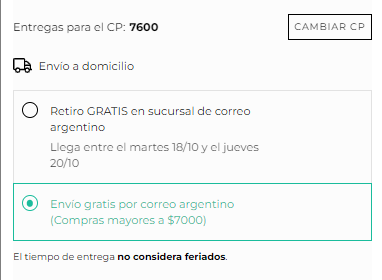 Entregas para el CP: 7600
CAMBIAR CP
Envío a domicilio
Retiro GRATIS en sucursal de correo
argentino
Llega entre el martes 18/10 y el jueves
20/10
Envío gratis por correo argentino
(Compras mayores a $7000)
El tiempo de entrega no considera feriados.